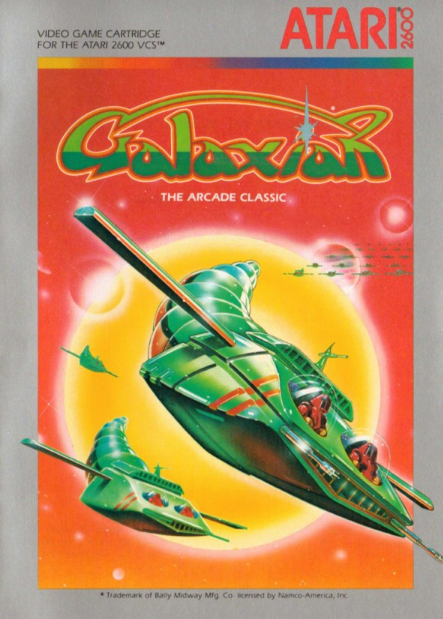 VIDEO GAME CARTRIDGE
FOR THE ATARI 2600 VCS™
ATARI®
2600
Galaxian
THE ARCADE CLASSIC
* Trademark of Bally Midway Mfg. Co. licensed by Namco-America, Inc.